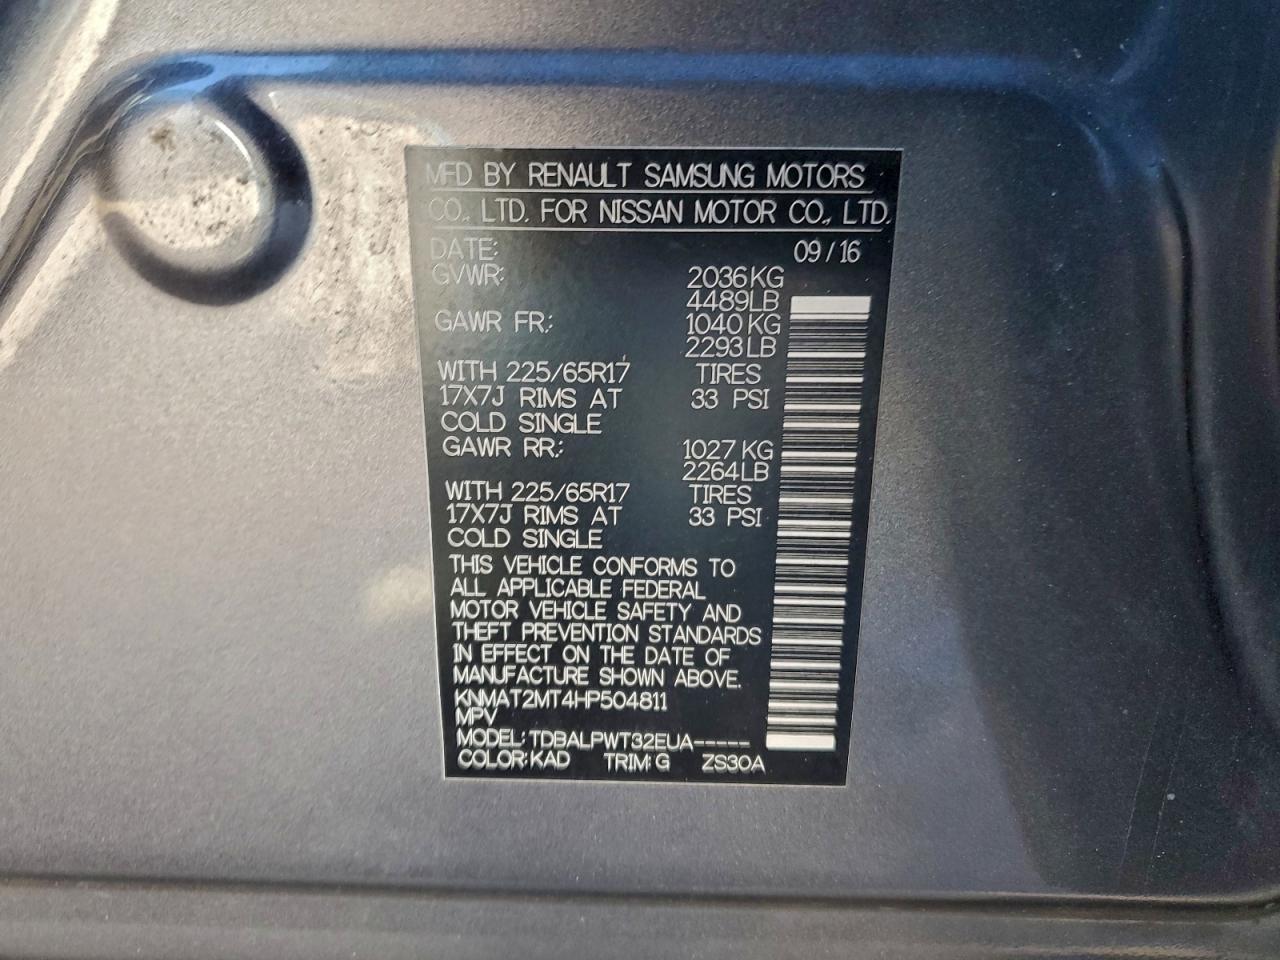 MFD BY RENAULT SAMSUNG MOTORS
CO., LTD. FOR NISSAN MOTOR CO., LTD.
DATE: 09/16
GVWR: 2036KG
4489LB
GAWR FR.: 1040KG
2293LB
WITH 225/65R17 TIRES
17X7J RIMS AT 33 PSI
COLD SINGLE
GAWR RR.: 1027 KG
2264LB
WITH 225/65R17 TIRES
17X7J RIMS AT 33 PSI
COLD SINGLE
THIS VEHICLE CONFORMS TO
ALL APPLICABLE FEDERAL
MOTOR VEHICLE SAFETY AND
THEFT PREVENTION STANDARDS
IN EFFECT ON THE DATE OF
MANUFACTURE SHOWN ABOVE.
KNMAT2MT4HP504811
MPV
MODEL: TDBALPWT32EUA-----
COLOR: KAD TRIM: G ZS30A